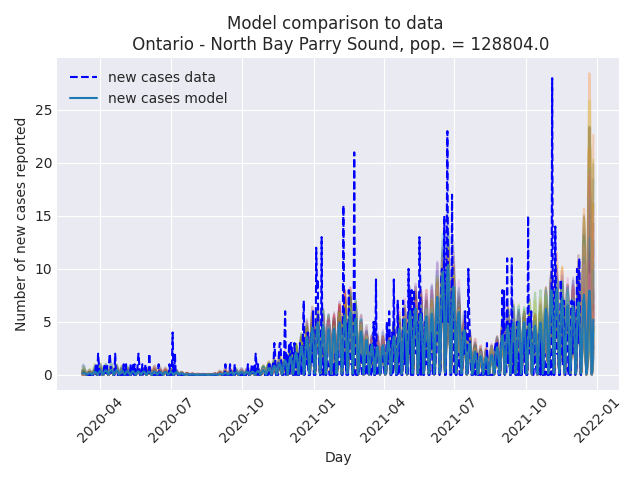 Model comparison to data
Ontario - North Bay Parry Sound, pop. = 128804.0
new cases data
new cases model
Number of new cases reported
25
20
15
10
5
0
2020-04
2020-07
2020-10
2021-01
2021-04
2021-07
2021-10
2022-01
Day